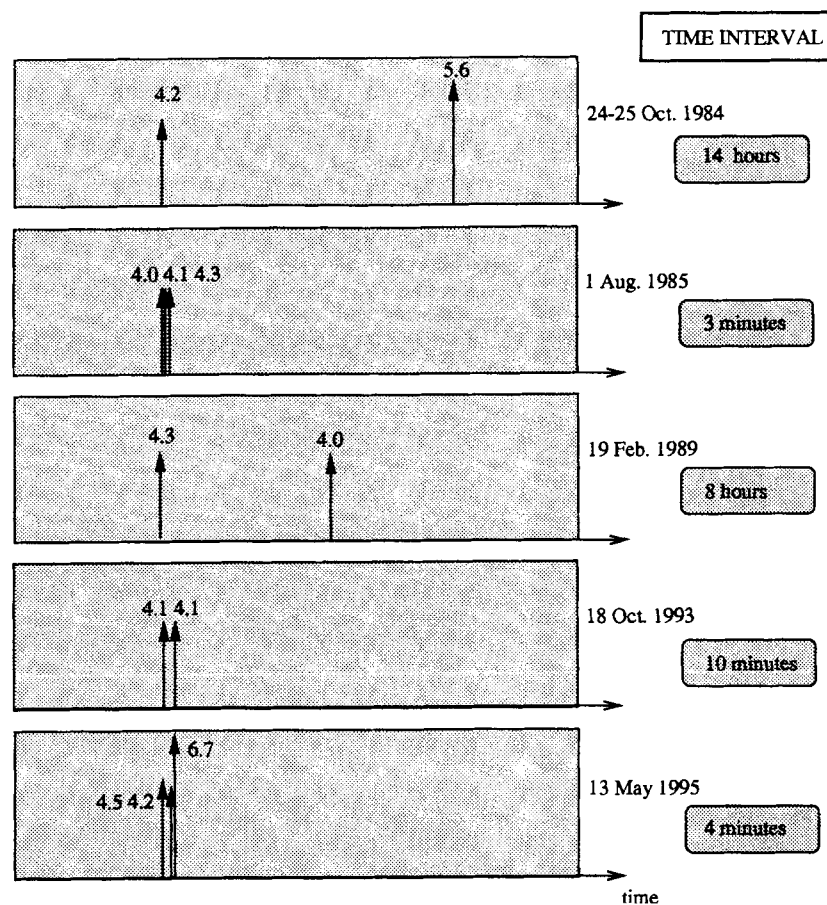 TIME INTERVAL
4.2
5.6
24-25 Oct. 1984
14 hours
4.0 4.1 4.3
1 Aug. 1985
3 minutes
4.3
4.0
19 Feb. 1989
8 hours
4.1 4.1
18 Oct. 1993
10 minutes
6.7
4.5 4.2
13 May 1995
4 minutes
time